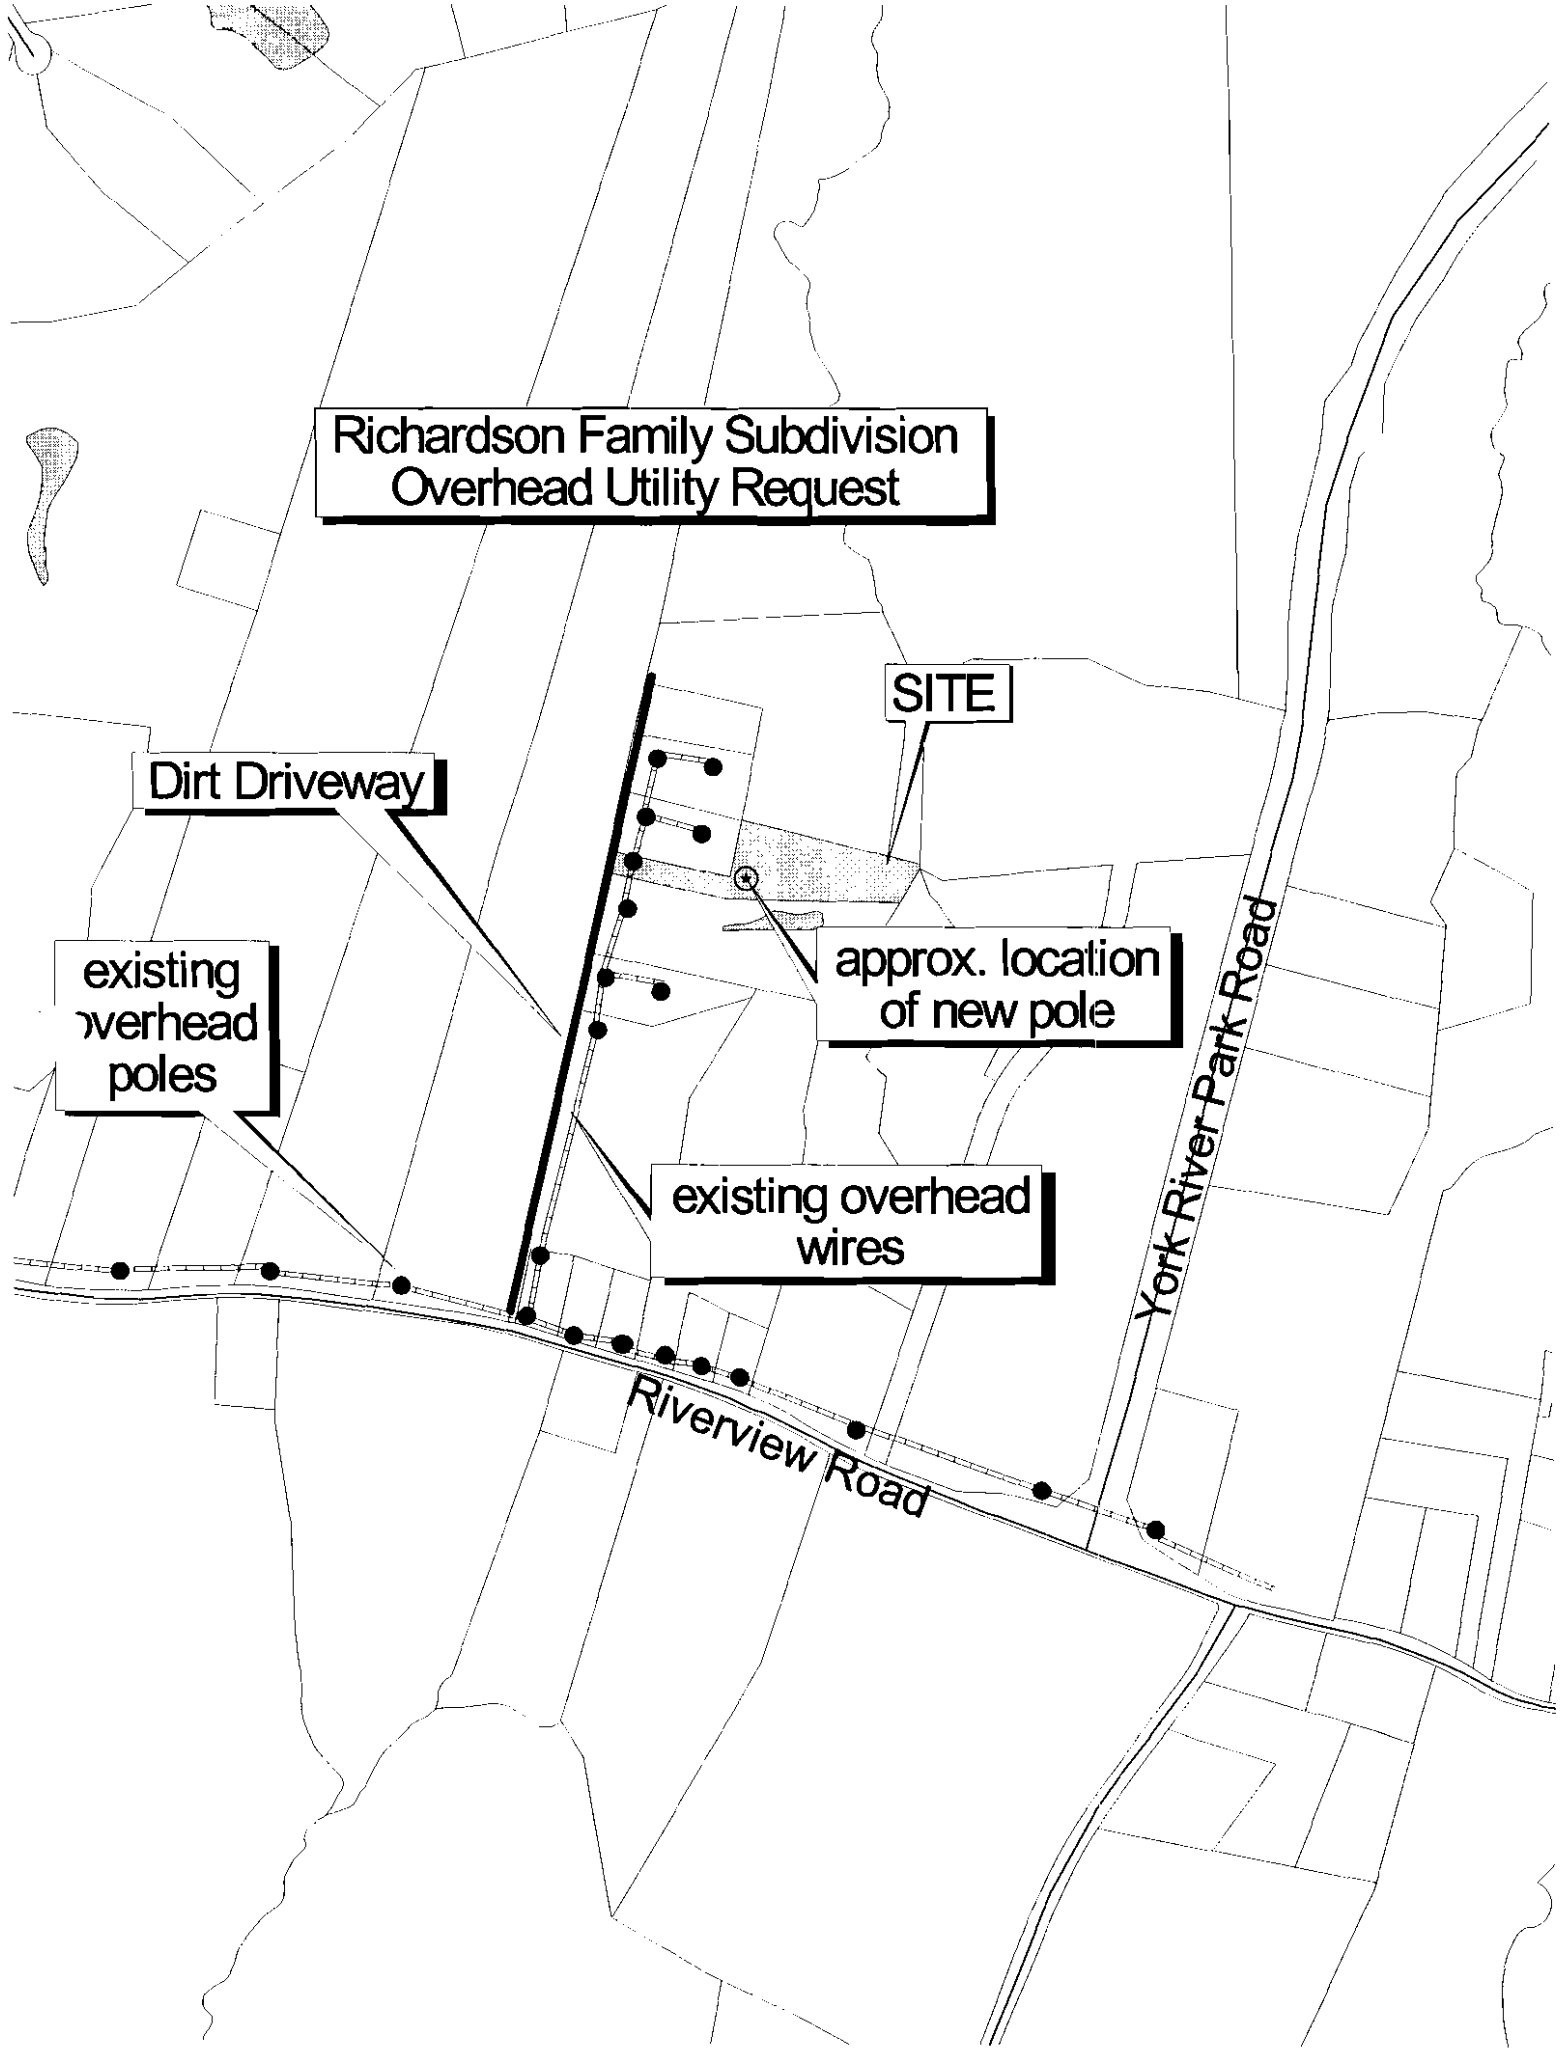 Richardson Family Subdivision
Overhead Utility Request
SITE
Dirt Driveway
existing
overhead
poles
approx. location
of new pole
existing overhead
wires
York River Park Road
Riverview Road